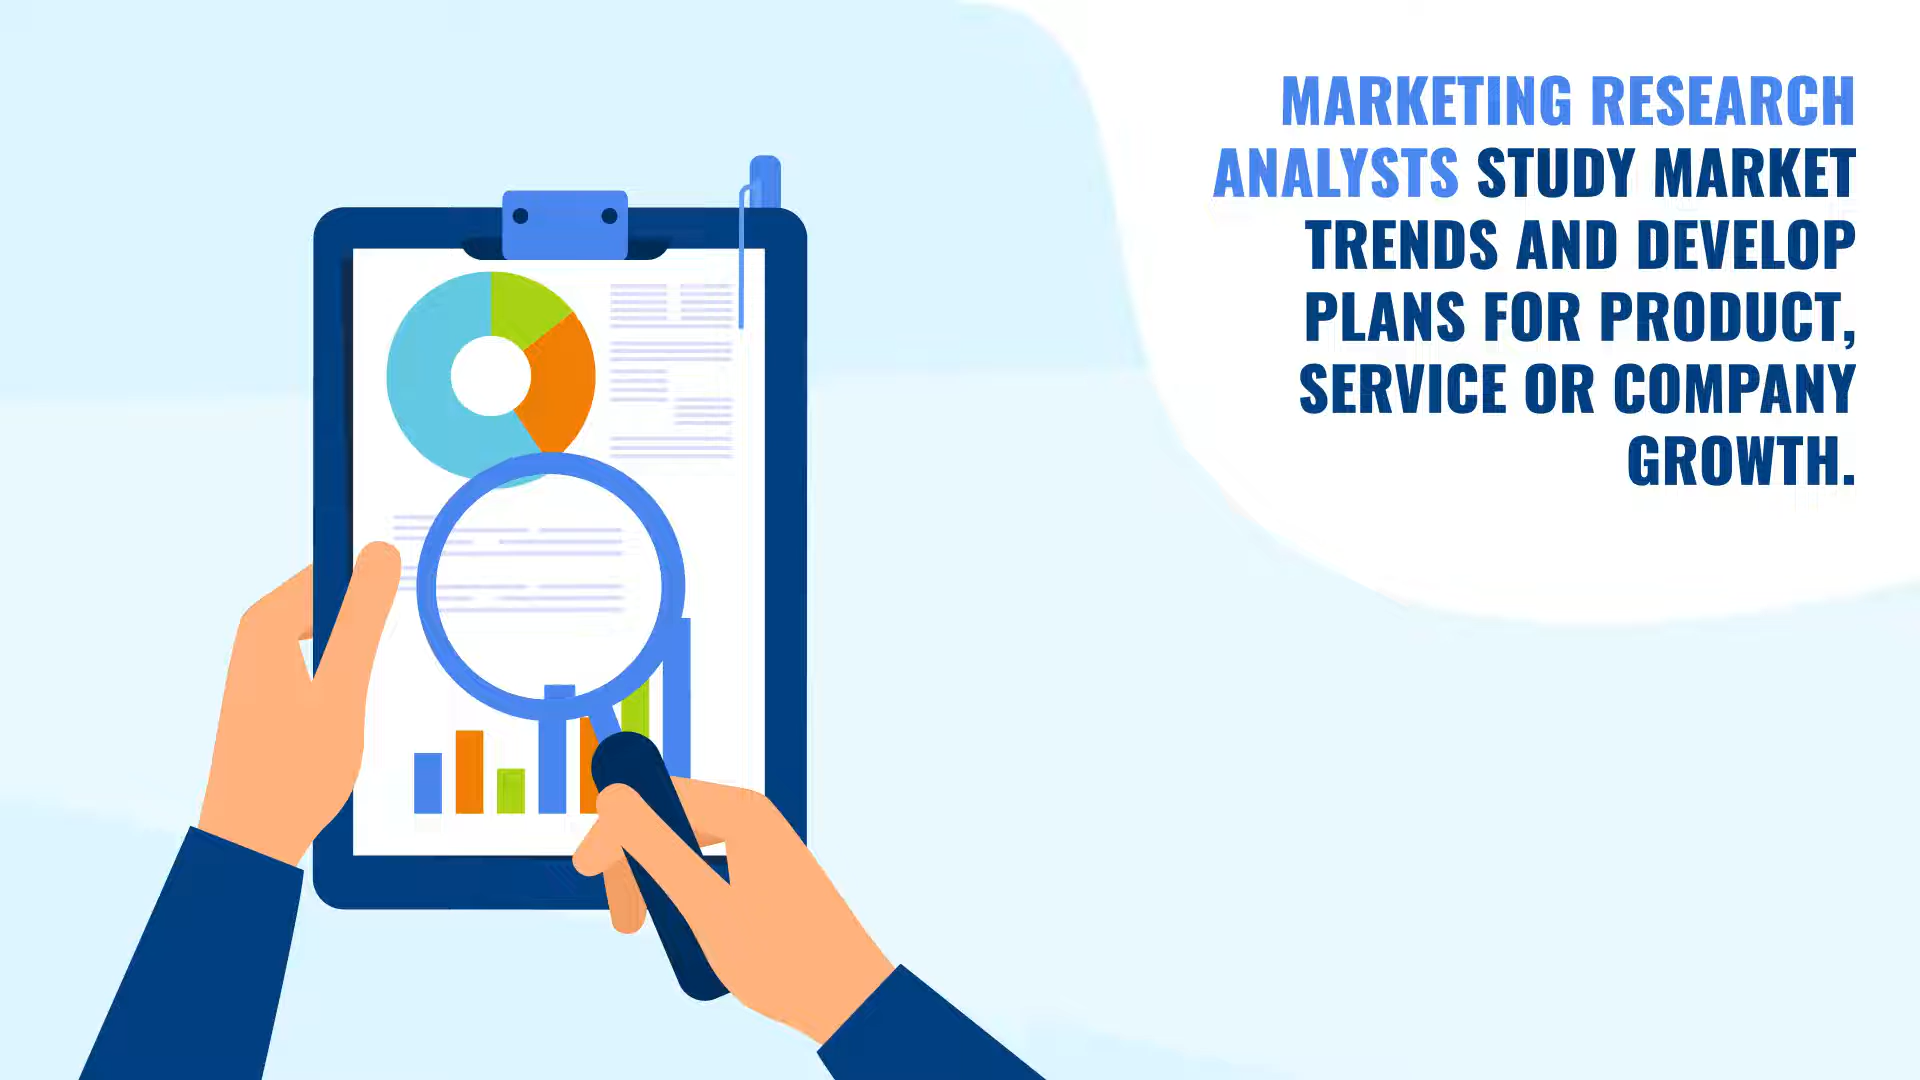 MARKETING RESEARCH
ANALYSTS STUDY MARKET
TRENDS AND DEVELOP
PLANS FOR PRODUCT,
SERVICE OR COMPANY
GROWTH.